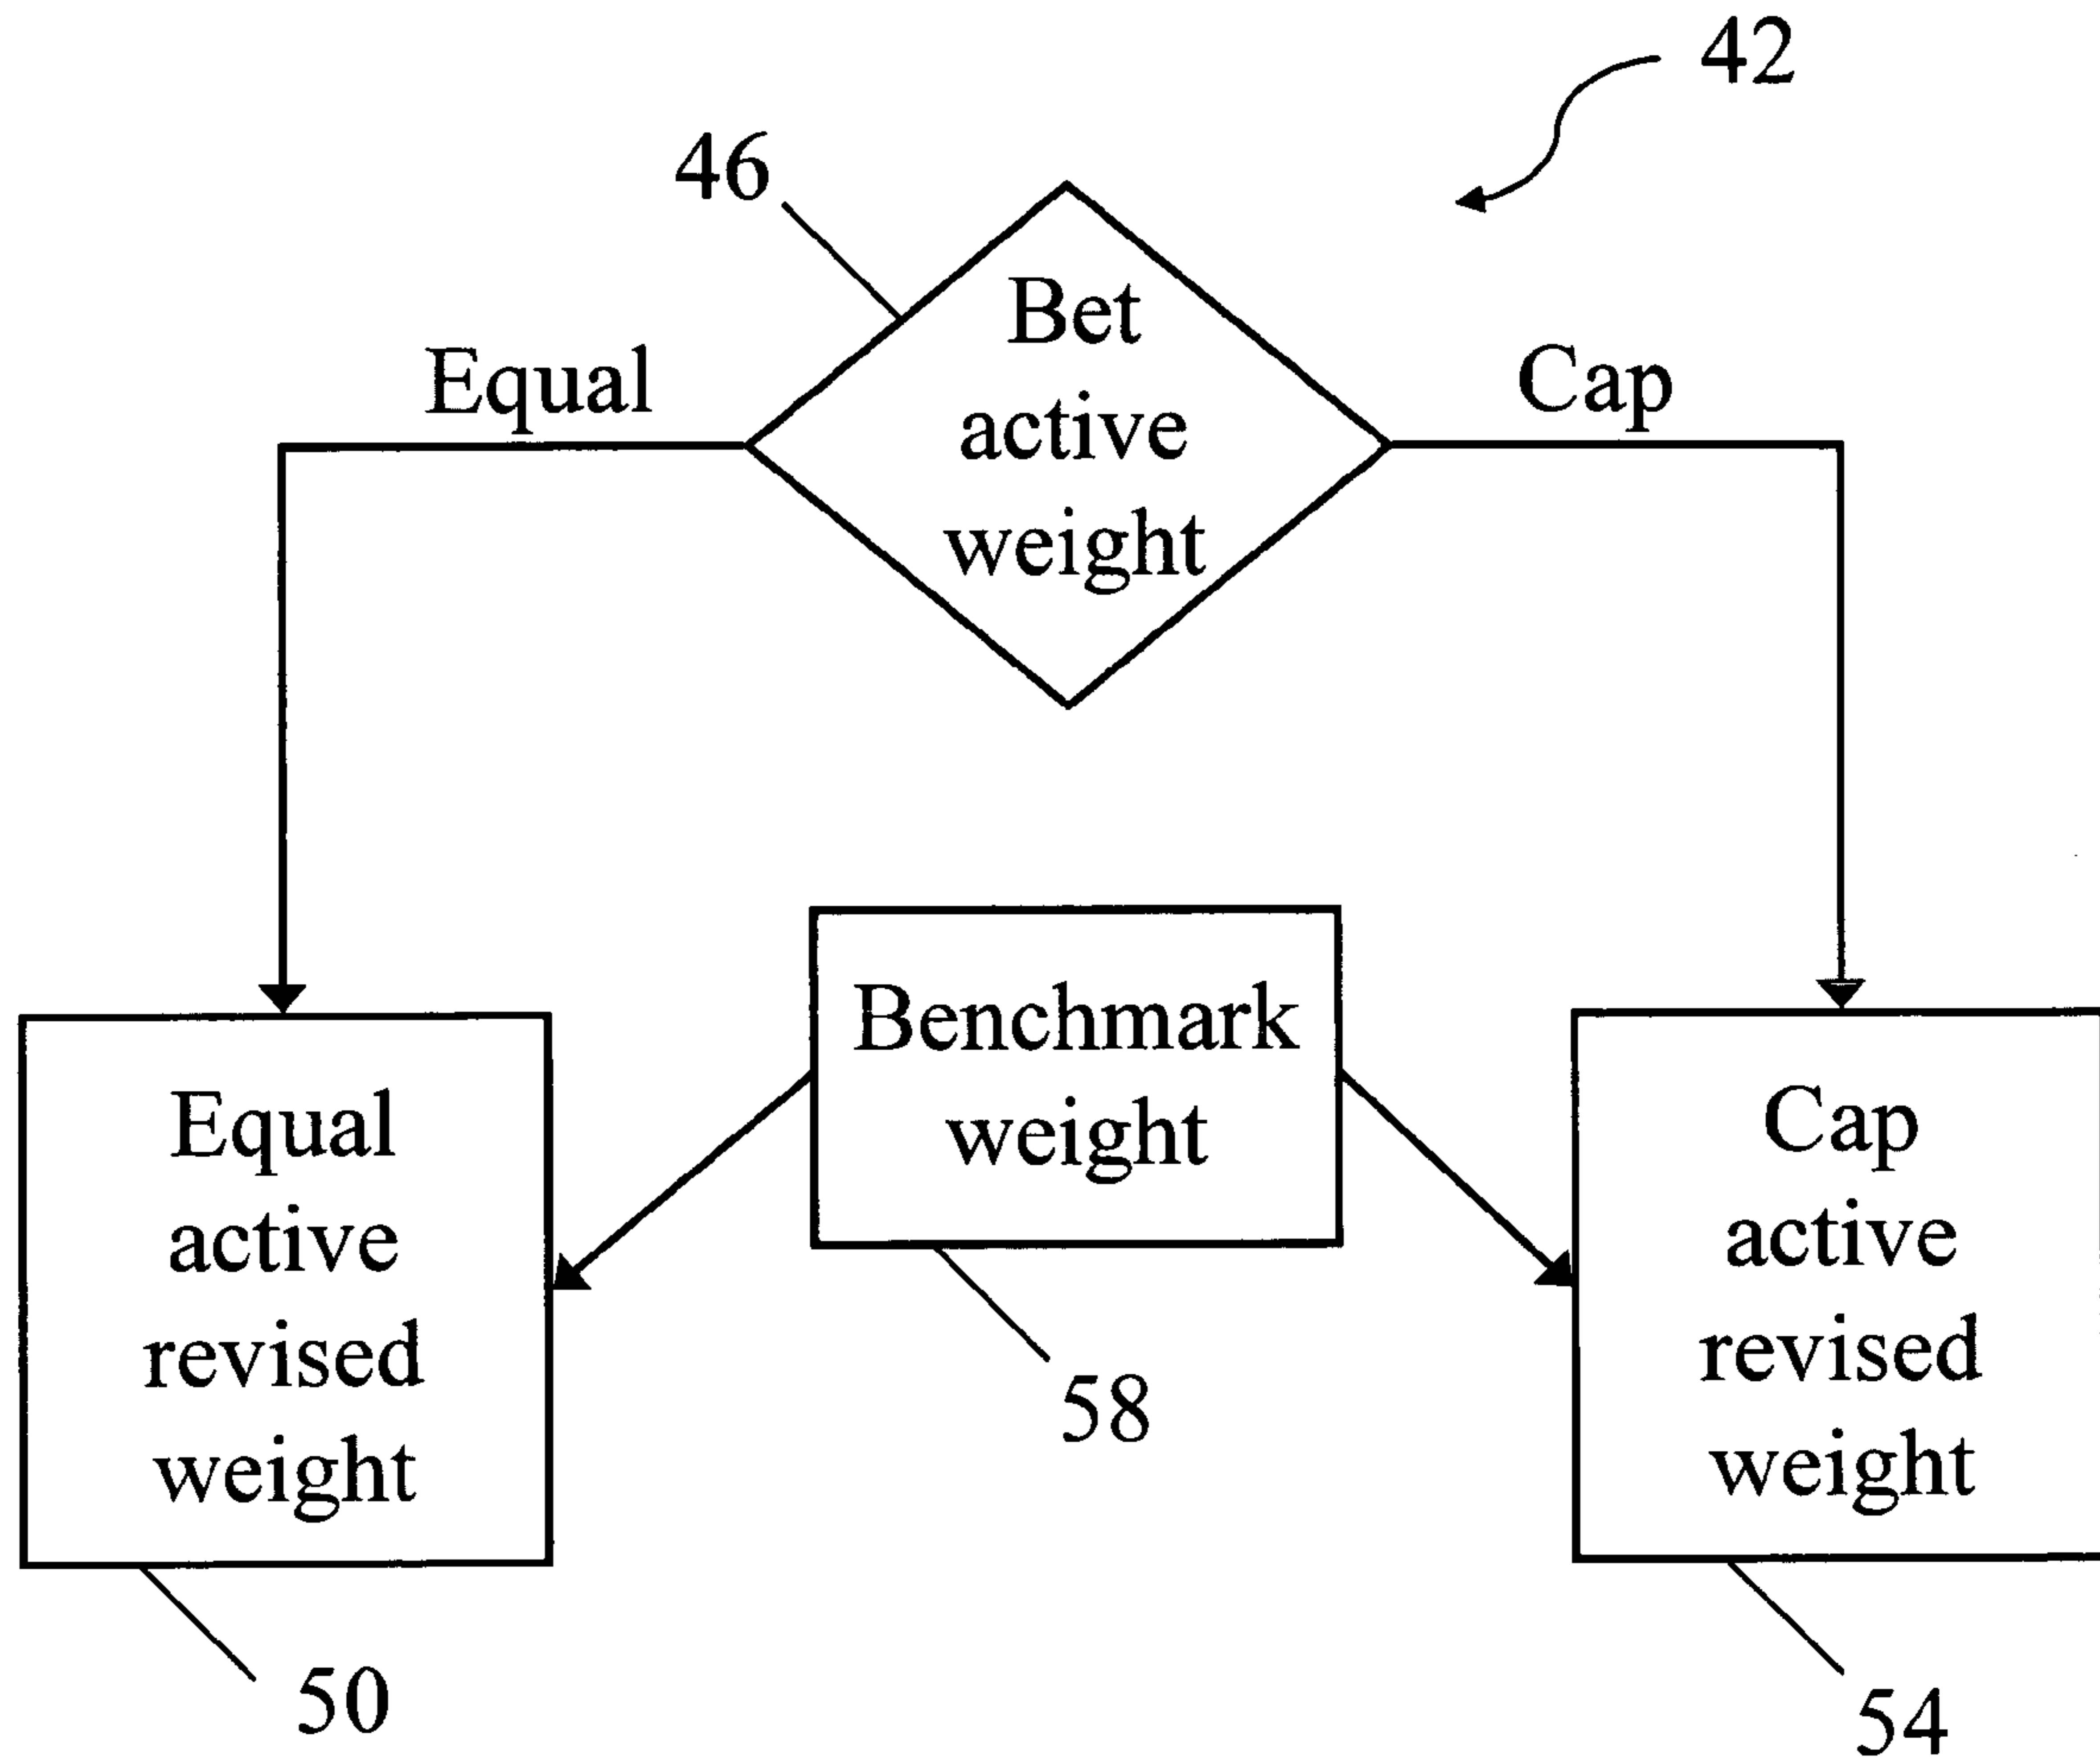 42
46
Bet
active
weight
Equal
Cap
Benchmark
weight
Equal
active
revised
weight
Cap
active
revised
weight
58
50
54